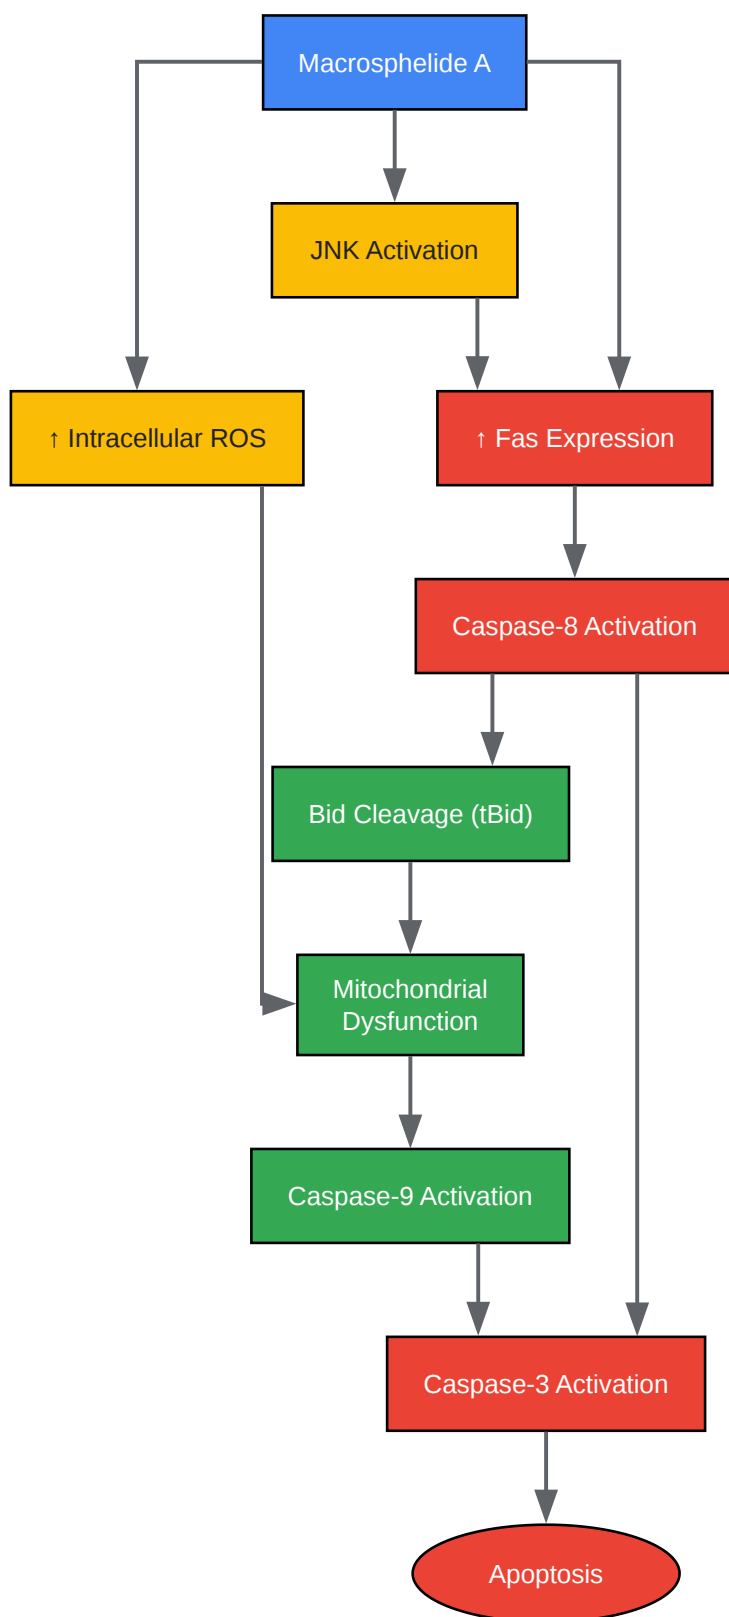 Macrosphelide A
JNK Activation
↑ Intracellular ROS
↑ Fas Expression
Caspase-8 Activation
Bid Cleavage (tBid)
Mitochondrial
Dysfunction
Caspase-9 Activation
Caspase-3 Activation
Apoptosis